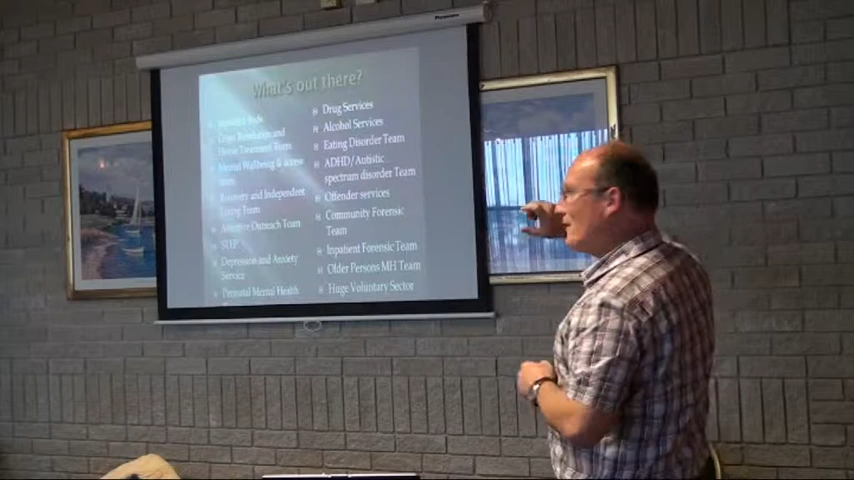 What's out there?
Inpatient Beds
Crisis Resolution and
Home Treatment Team
Mental Wellbeing & access
team
Recovery and Independent
Living Team
Assertive Outreach Team
Depression and Anxiety
Service
Perinatal Mental Health
Drug Services
Alcohol Services
Eating Disorder Team
ADHD/Autistic
spectrum disorder Team
Offender services
Community Forensic
Team
Inpatient Forensic Team
Older Persons MH Team
Huge Voluntary Sector